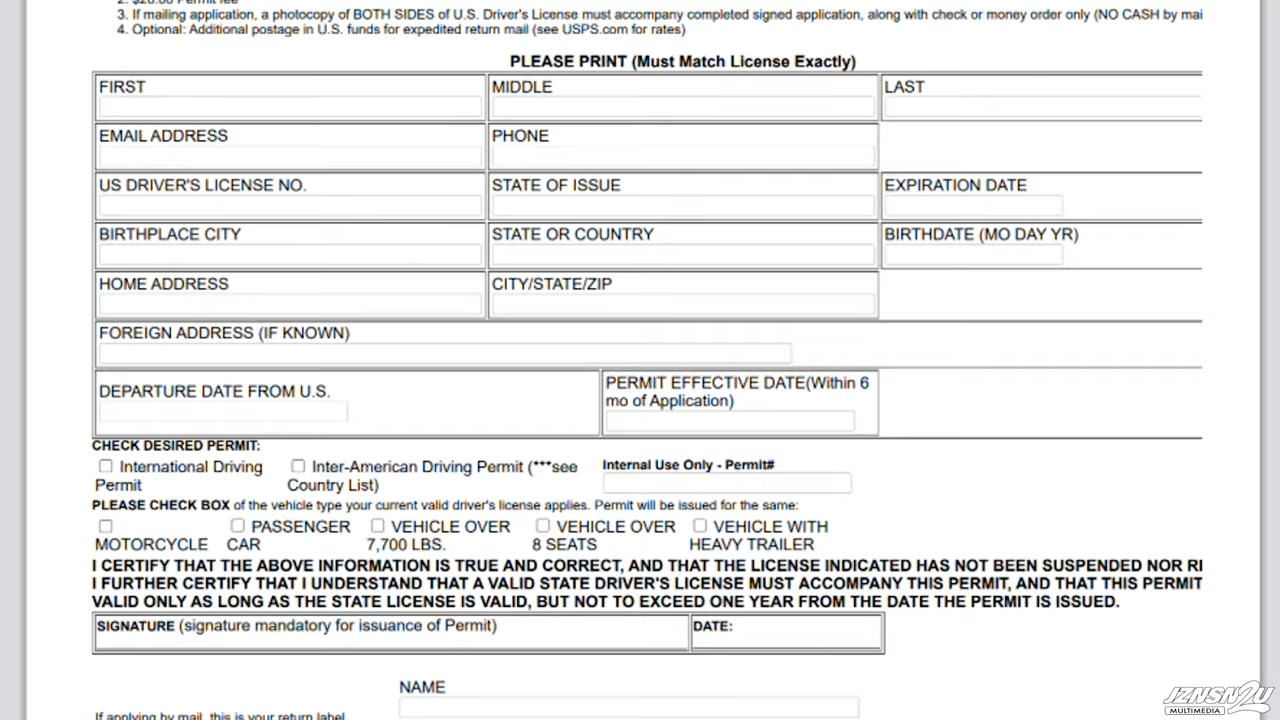 2. $20.00 Permit fee
3. If mailing application, a photocopy of BOTH SIDES of U.S. Driver's License must accompany completed signed application, along with check or money order only (NO CASH by mai
4. Optional: Additional postage in U.S. funds for expedited return mail (see USPS.com for rates)
PLEASE PRINT (Must Match License Exactly)
FIRST MIDDLE LAST
EMAIL ADDRESS PHONE
US DRIVER'S LICENSE NO. STATE OF ISSUE EXPIRATION DATE
BIRTHPLACE CITY STATE OR COUNTRY BIRTHDATE (MO DAY YR)
HOME ADDRESS CITY/STATE/ZIP
FOREIGN ADDRESS (IF KNOWN)
DEPARTURE DATE FROM U.S. PERMIT EFFECTIVE DATE(Within 6
mo of Application)
CHECK DESIRED PERMIT:
International Driving Inter-American Driving Permit (***see Internal Use Only - Permit#
Permit Country List)
PLEASE CHECK BOX of the vehicle type your current valid driver's license applies. Permit will be issued for the same:
PASSENGER VEHICLE OVER VEHICLE OVER VEHICLE WITH
MOTORCYCLE CAR 7,700 LBS. 8 SEATS HEAVY TRAILER
I CERTIFY THAT THE ABOVE INFORMATION IS TRUE AND CORRECT, AND THAT THE LICENSE INDICATED HAS NOT BEEN SUSPENDED NOR RE
I FURTHER CERTIFY THAT I UNDERSTAND THAT A VALID STATE DRIVER'S LICENSE MUST ACCOMPANY THIS PERMIT, AND THAT THIS PERMIT
VALID ONLY AS LONG AS THE STATE LICENSE IS VALID, BUT NOT TO EXCEED ONE YEAR FROM THE DATE THE PERMIT IS ISSUED.
SIGNATURE (signature mandatory for issuance of Permit) DATE:
NAME
If applying by mail, this is your return label
JZNSN2U
MULTIMEDIA